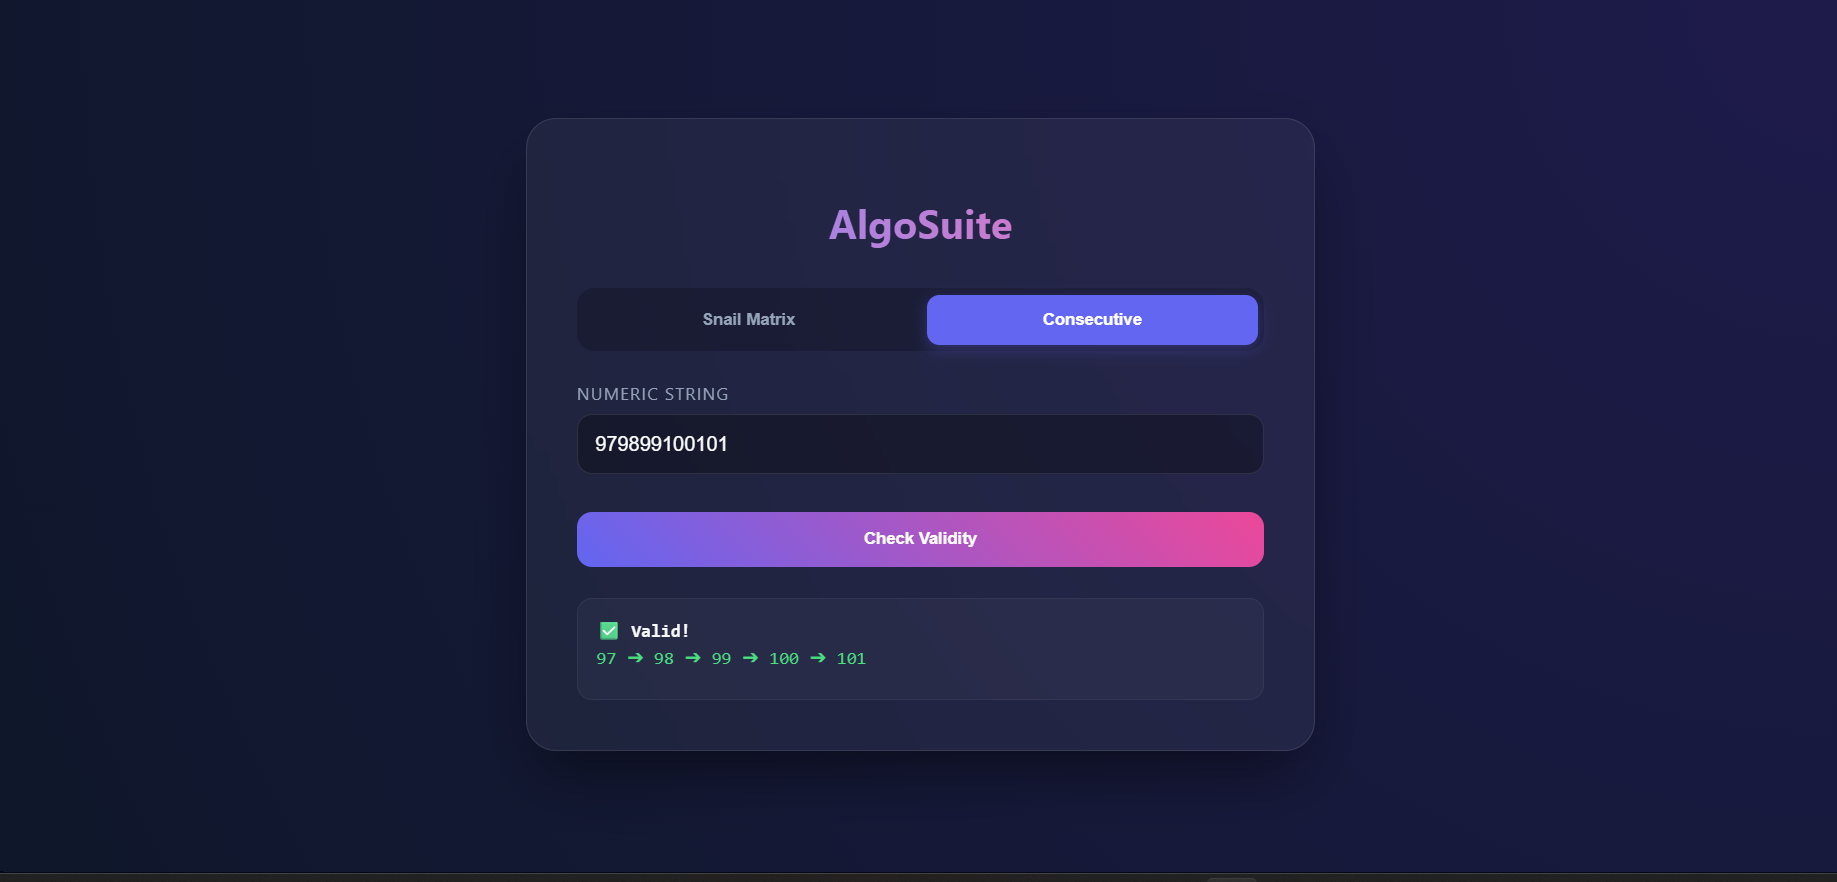 AlgoSuite
Snail Matrix
Consecutive
NUMERIC STRING
979899100101
Check Validity
✅ Valid!
97 ➔ 98 ➔ 99 ➔ 100 ➔ 101